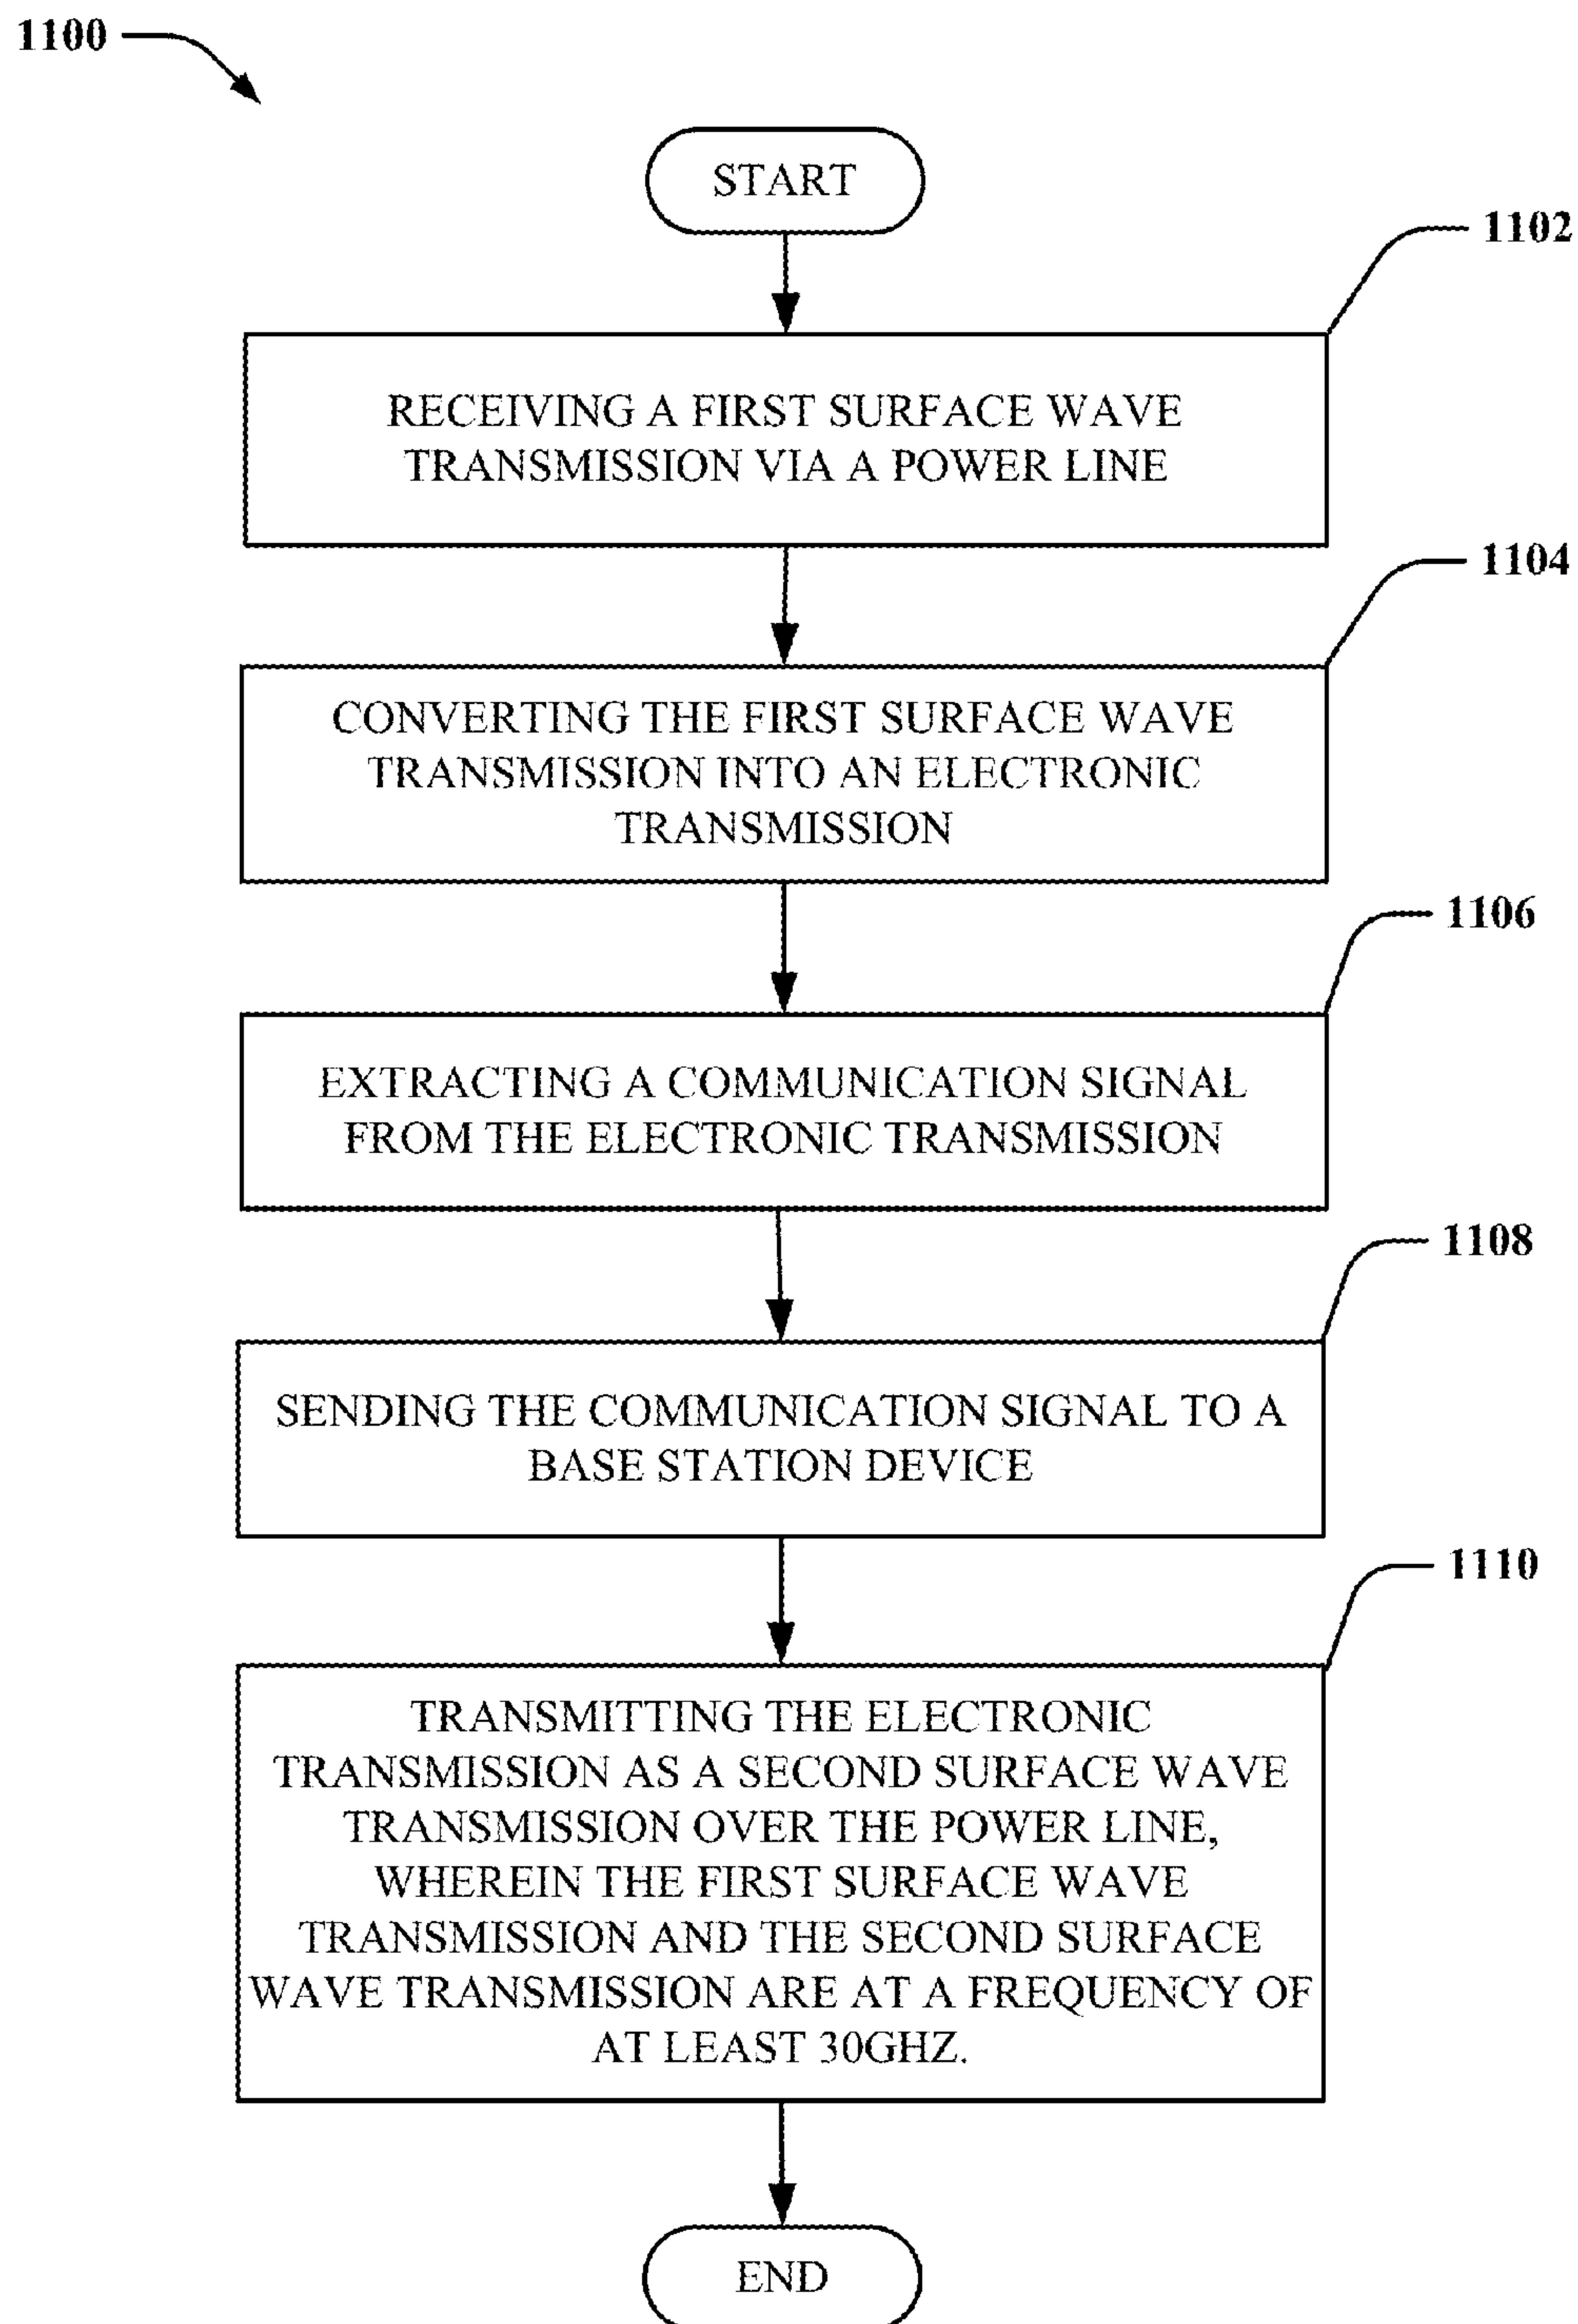 1100
START
1102
RECEIVING A FIRST SURFACE WAVE
TRANSMISSION VIA A POWER LINE
1104
CONVERTING THE FIRST SURFACE WAVE
TRANSMISSION INTO AN ELECTRONIC
TRANSMISSION
1106
EXTRACTING A COMMUNICATION SIGNAL
FROM THE ELECTRONIC TRANSMISSION
1108
SENDING THE COMMUNICATION SIGNAL TO A
BASE STATION DEVICE
1110
TRANSMITTING THE ELECTRONIC
TRANSMISSION AS A SECOND SURFACE WAVE
TRANSMISSION OVER THE POWER LINE,
WHEREIN THE FIRST SURFACE WAVE
TRANSMISSION AND THE SECOND SURFACE
WAVE TRANSMISSION ARE AT A FREQUENCY OF
AT LEAST 30GHZ.
END